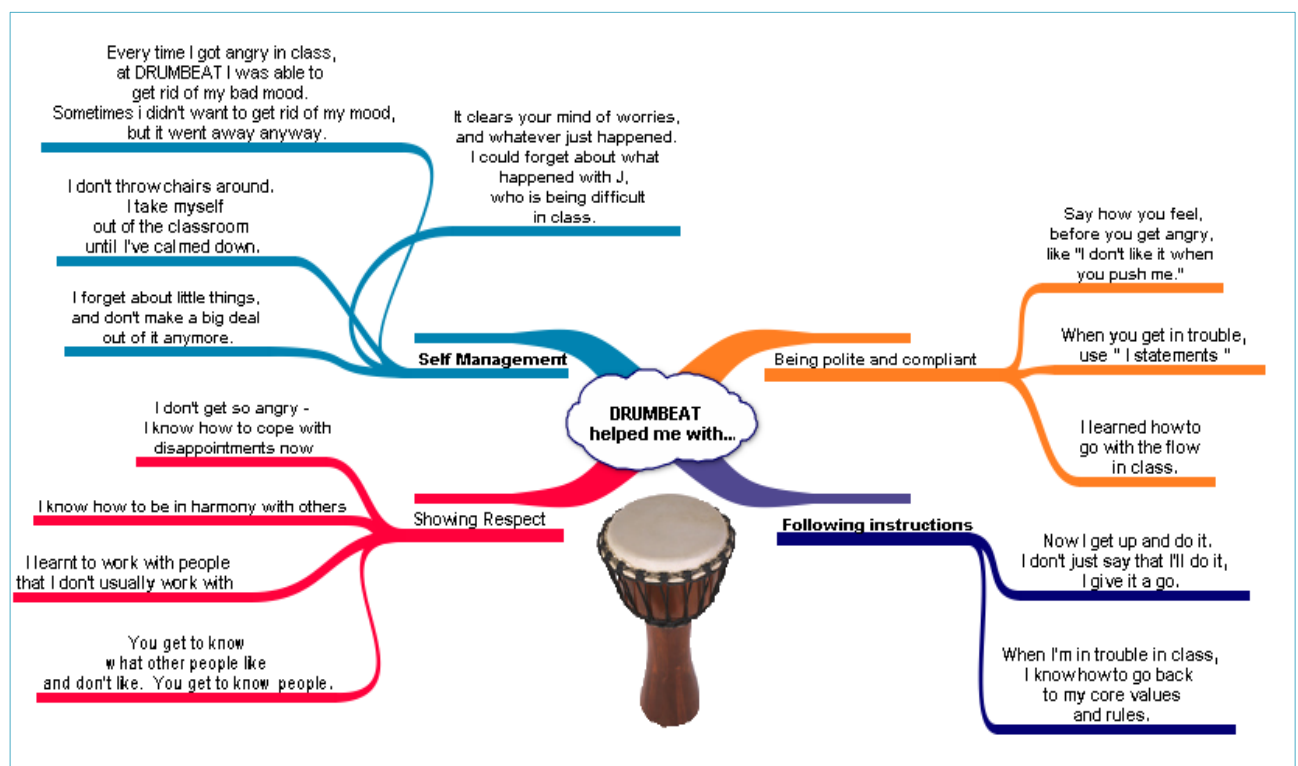 Every time I got angry in class,
at DRUMBEAT I was able to
get rid of my bad mood.
Sometimes i didn't want to get rid of my mood,
but it went away anyway.
It clears your mind of worries,
and whatever just happened.
I could forget about what
happened with J,
who is being difficult
in class.
I don't throw chairs around.
I take myself
out of the classroom
until I've calmed down.
I forget about little things,
and don't make a big deal
out of it anymore.
Self Management
Say how you feel,
before you get angry,
like "I don't like it when
you push me."
When you get in trouble,
use " I statements "
Being polite and compliant
I learned how to
go with the flow
in class.
DRUMBEAT
helped me with...
I don't get so angry -
I know how to cope with
disappointments now
I know how to be in harmony with others
Showing Respect
I learnt to work with people
that I don't usually work with
You get to know
what other people like
and don't like. You get to know people.
Following instructions
Now I get up and do it.
I don't just say that I'll do it,
I give it a go.
When I'm in trouble in class,
I know how to go back
to my core values
and rules.